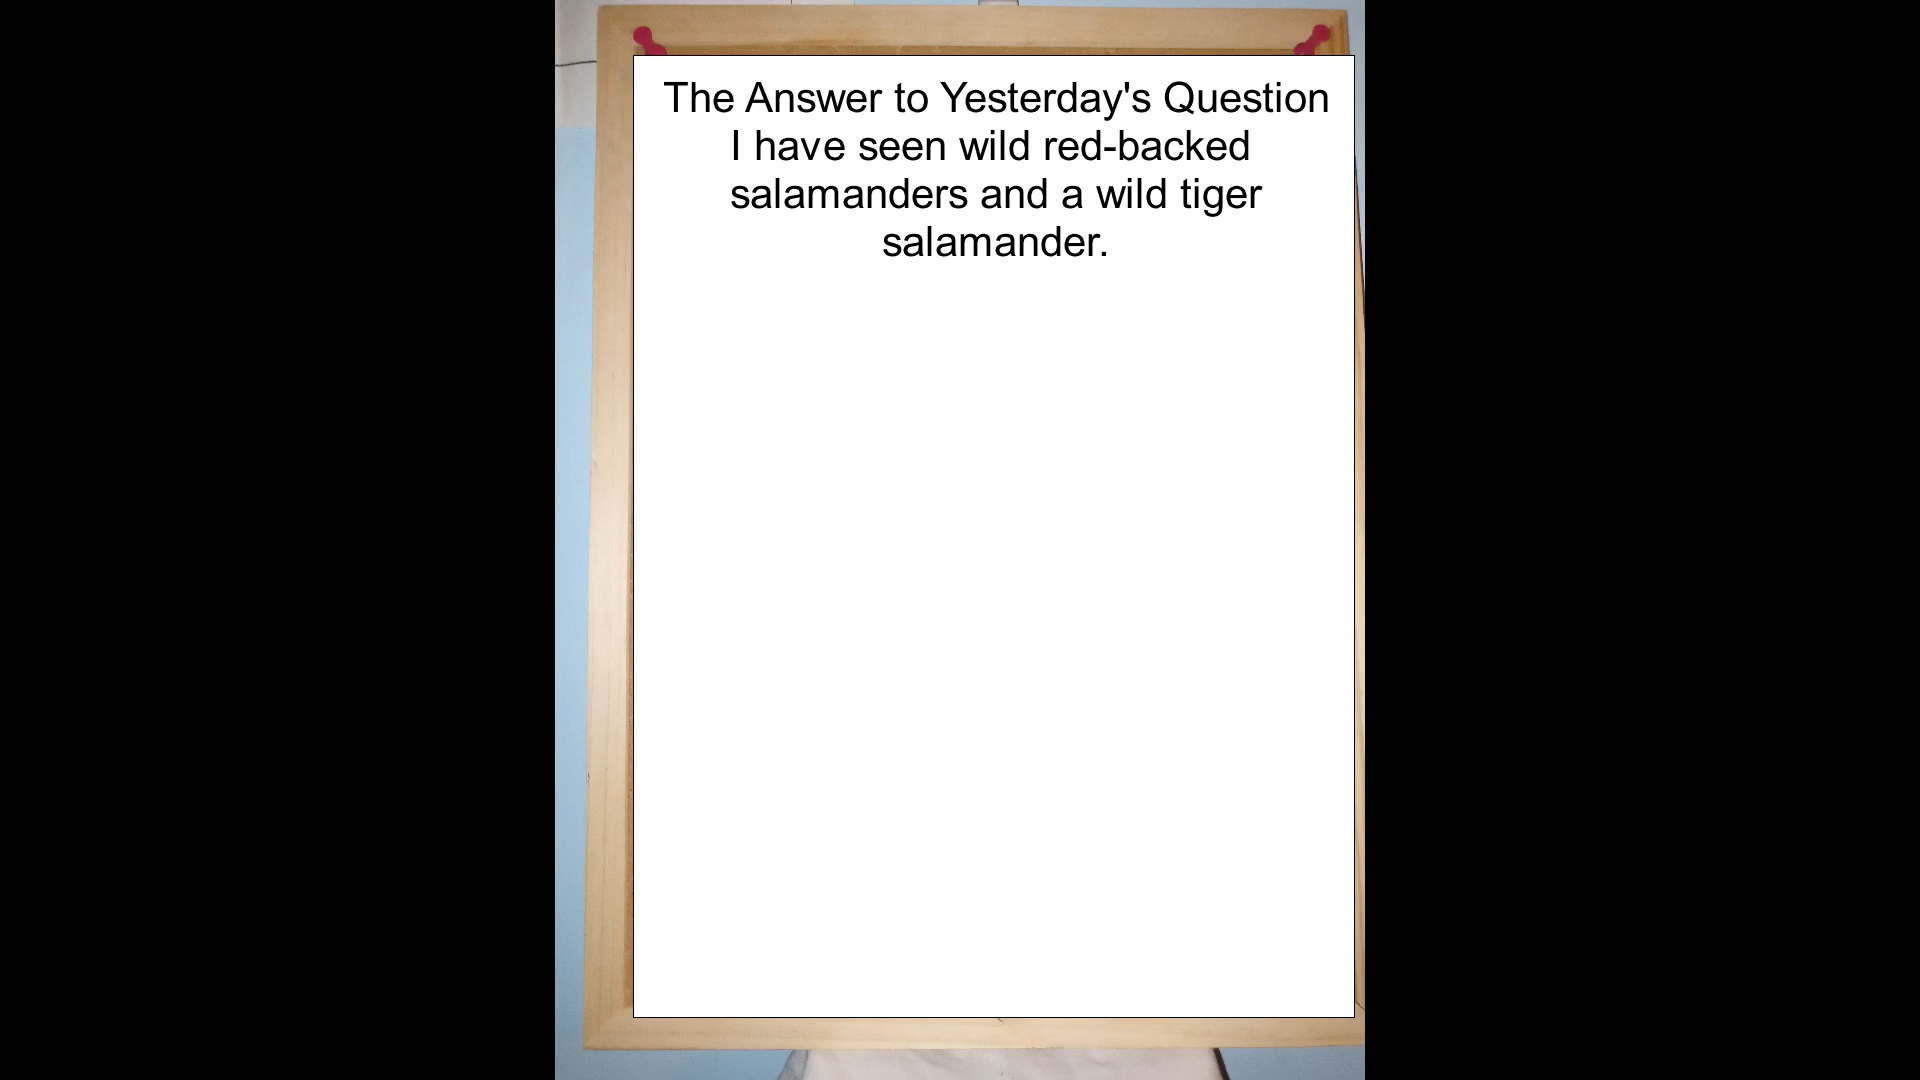 The Answer to Yesterday's Question
I have seen wild red-backed
salamanders and a wild tiger
salamander.